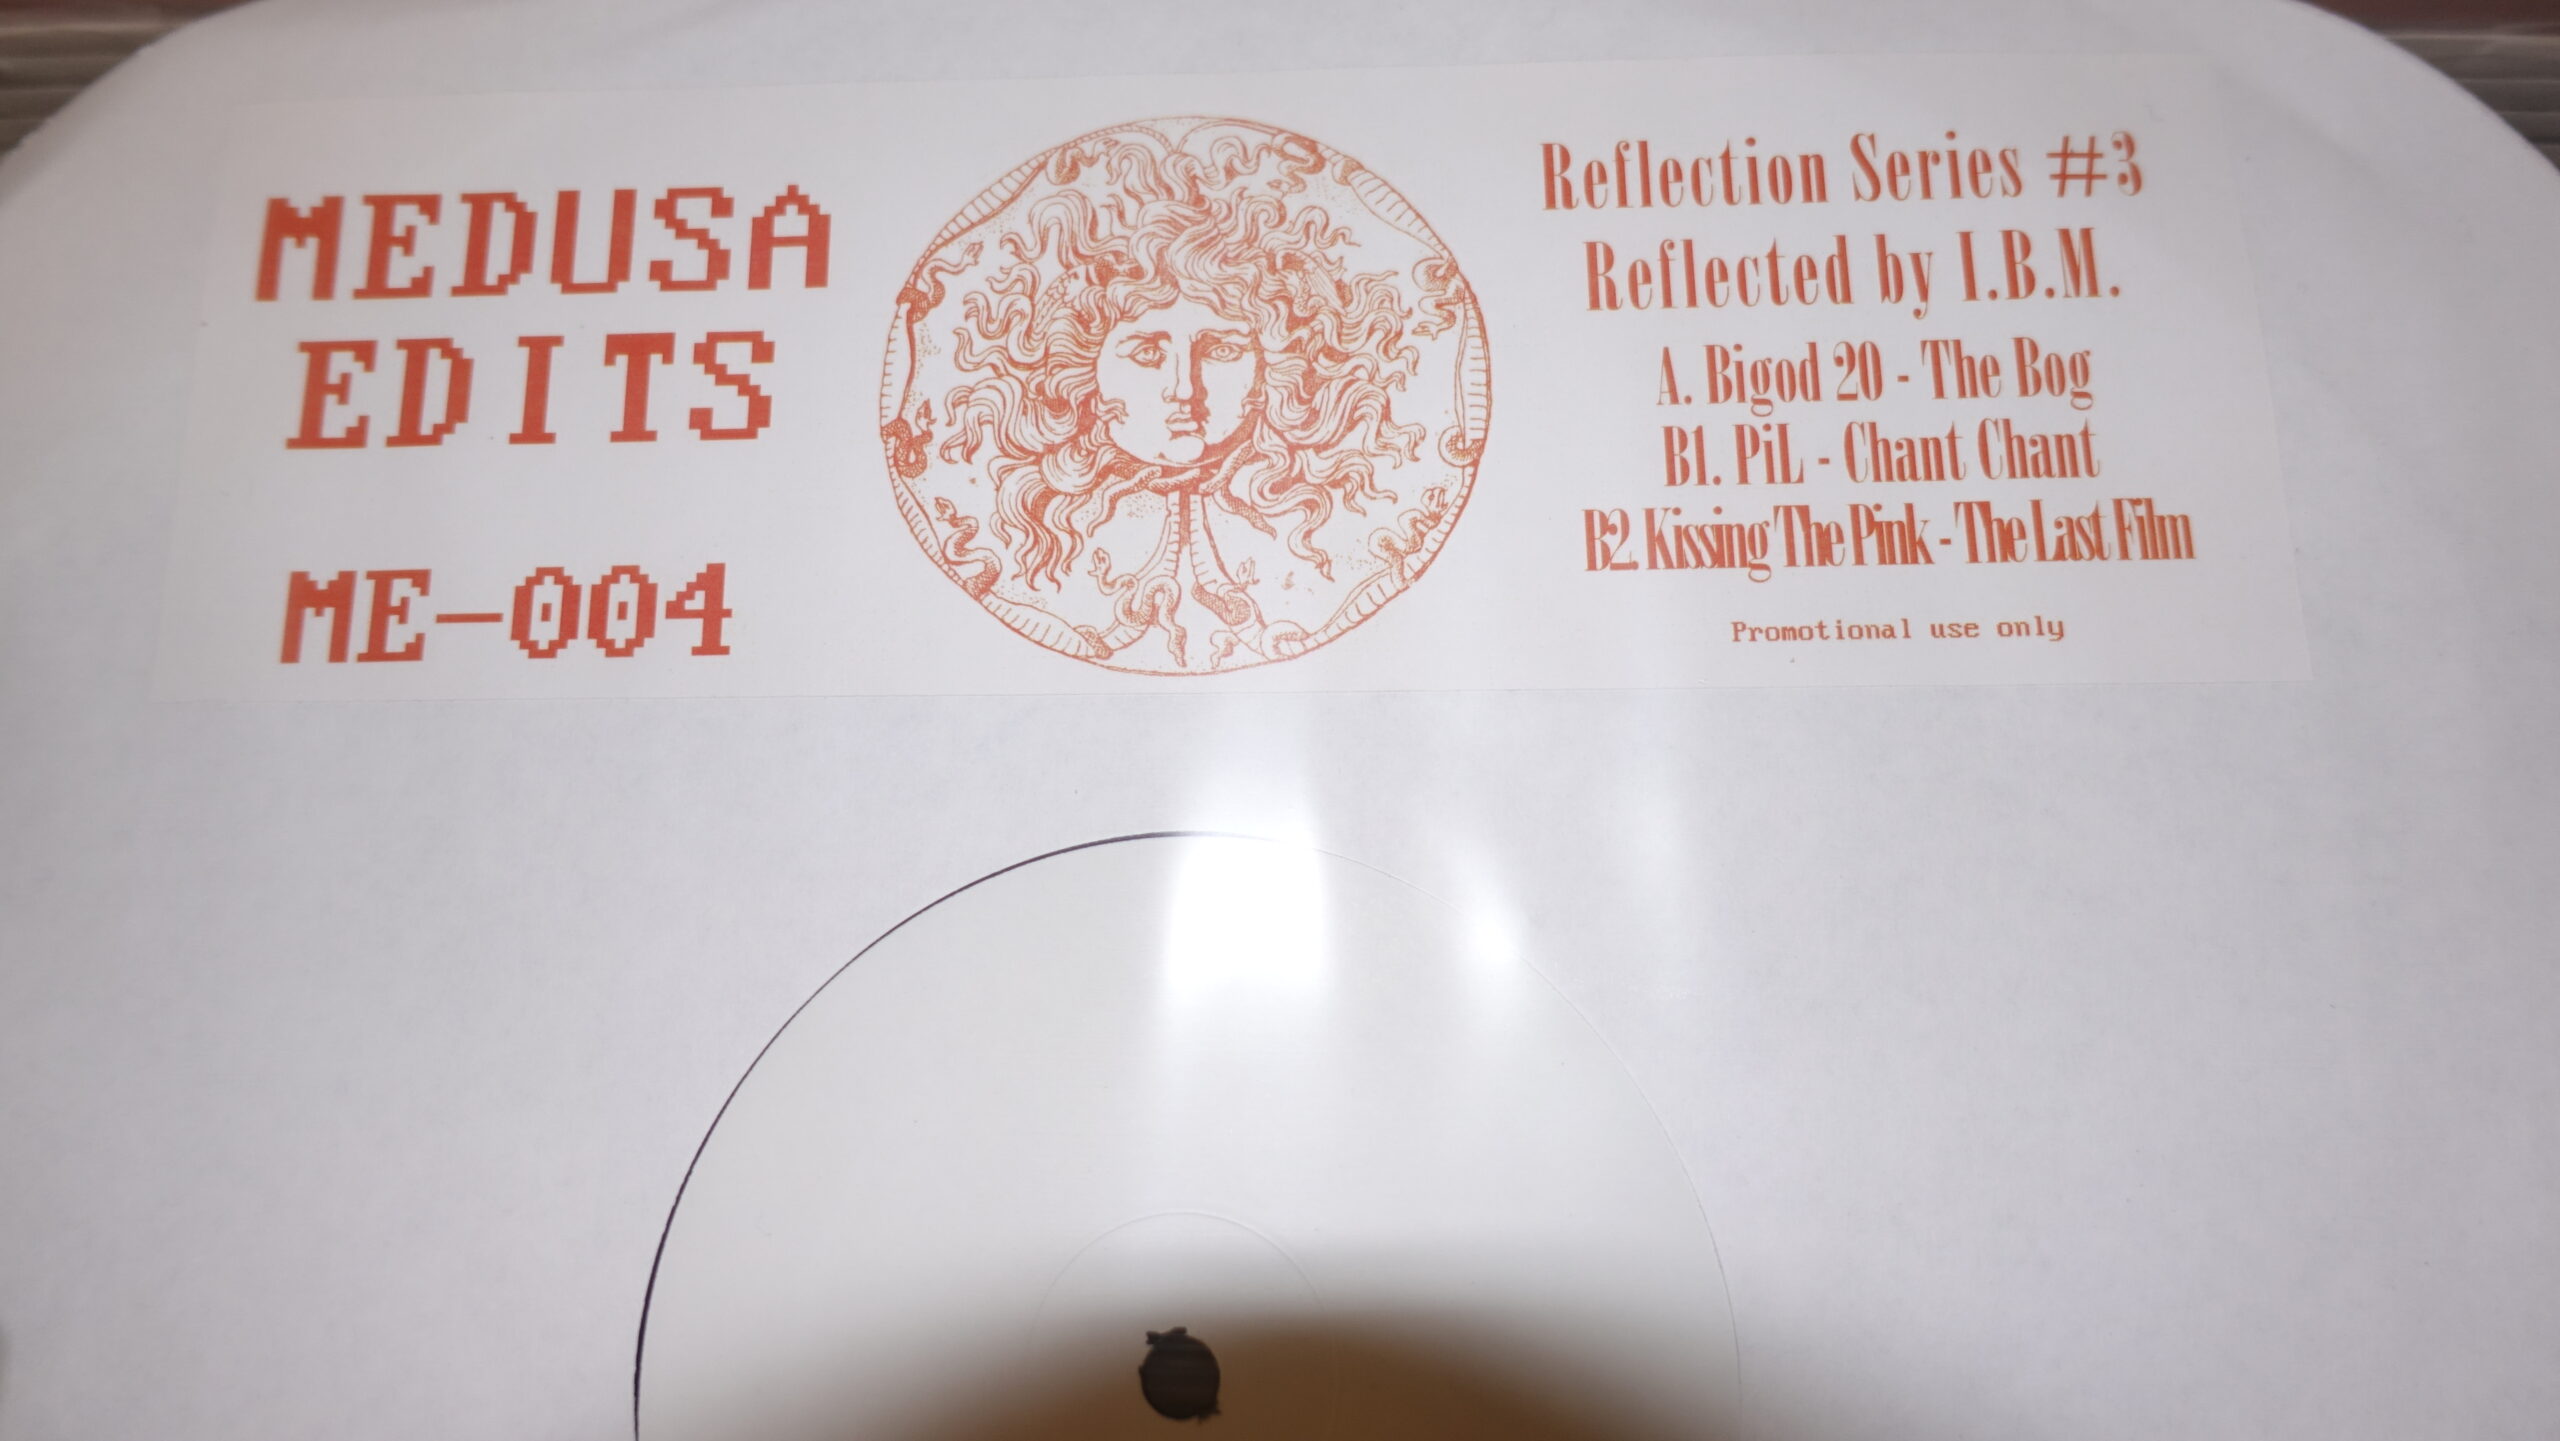 MEDUSA
EDITS
ME-004
Reflection Series #3
Reflected by I.B.M.
A. Bigod 20 - The Bog
B1. PiL - Chant Chant
B2. Kissing The Pink - The Last Film
Promotional use only